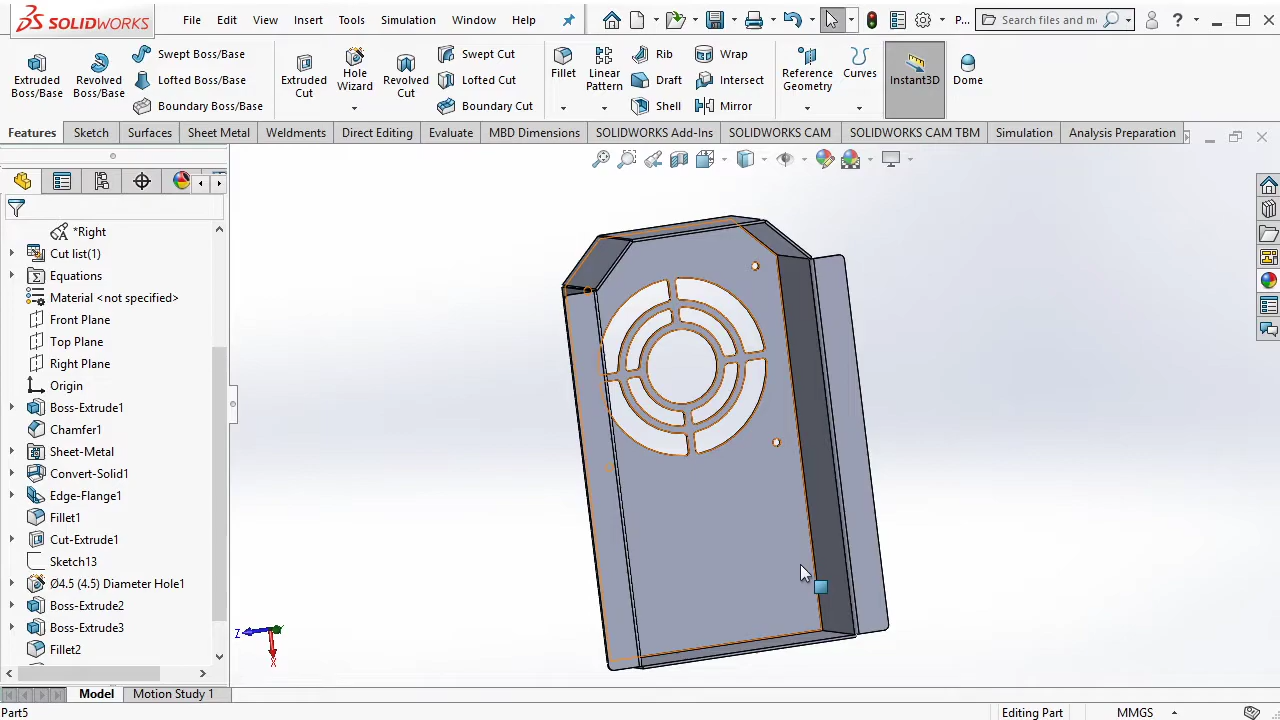 SOLIDWORKS File Edit View Insert Tools Simulation Window Help P... Search files and m
Extruded Boss/Base
Revolved Boss/Base
Swept Boss/Base
Lofted Boss/Base
Boundary Boss/Base
Extruded Cut
Hole Wizard
Revolved Cut
Swept Cut
Lofted Cut
Boundary Cut
Fillet
Linear Pattern
Rib
Draft
Shell
Wrap
Intersect
Mirror
Reference Geometry
Curves
Instant3D
Dome
Features Sketch Surfaces Sheet Metal Weldments Direct Editing Evaluate MBD Dimensions SOLIDWORKS Add-Ins SOLIDWORKS CAM SOLIDWORKS CAM TBM Simulation Analysis Preparation
*Right
Cut list(1)
Equations
Material <not specified>
Front Plane
Top Plane
Right Plane
Origin
Boss-Extrude1
Chamfer1
Sheet-Metal
Convert-Solid1
Edge-Flange1
Fillet1
Cut-Extrude1
Sketch13
Ø4.5 (4.5) Diameter Hole1
Boss-Extrude2
Boss-Extrude3
Fillet2
Z
X
Model Motion Study 1
Part5 Editing Part MMGS